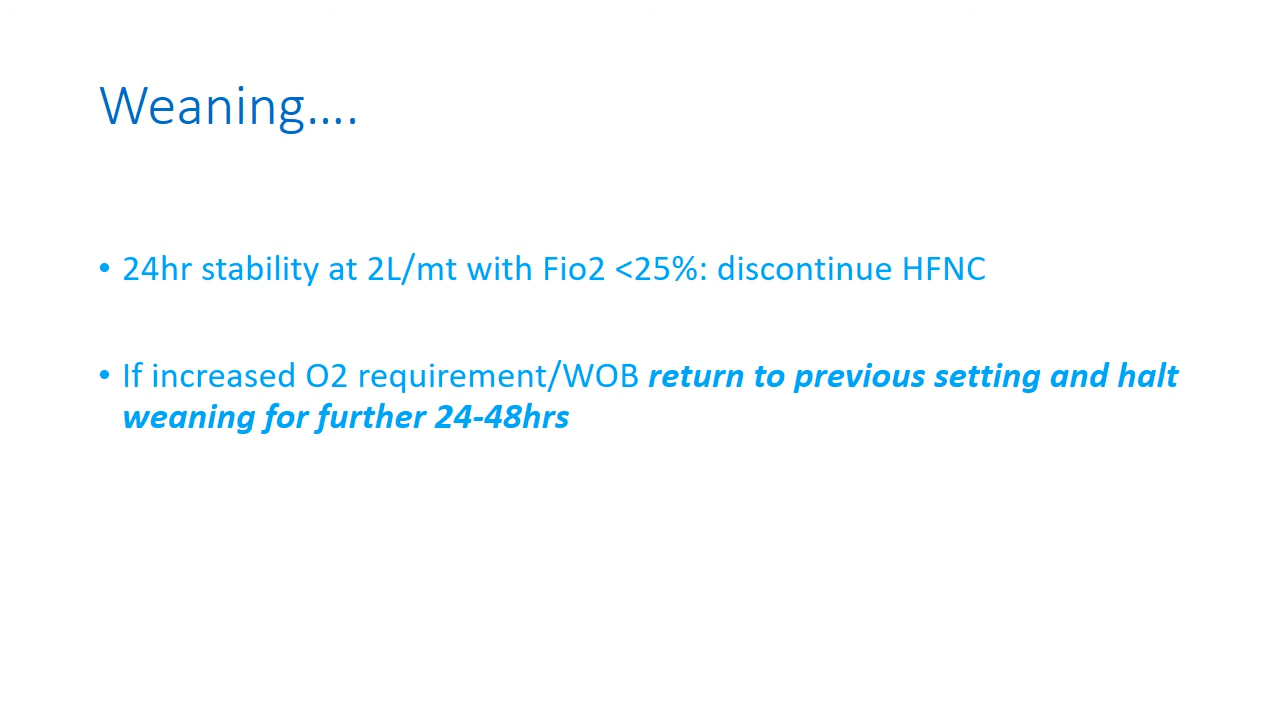 Weaning….
• 24hr stability at 2L/mt with Fio2 <25%: discontinue HFNC
• If increased O2 requirement/WOB return to previous setting and halt
weaning for further 24-48hrs